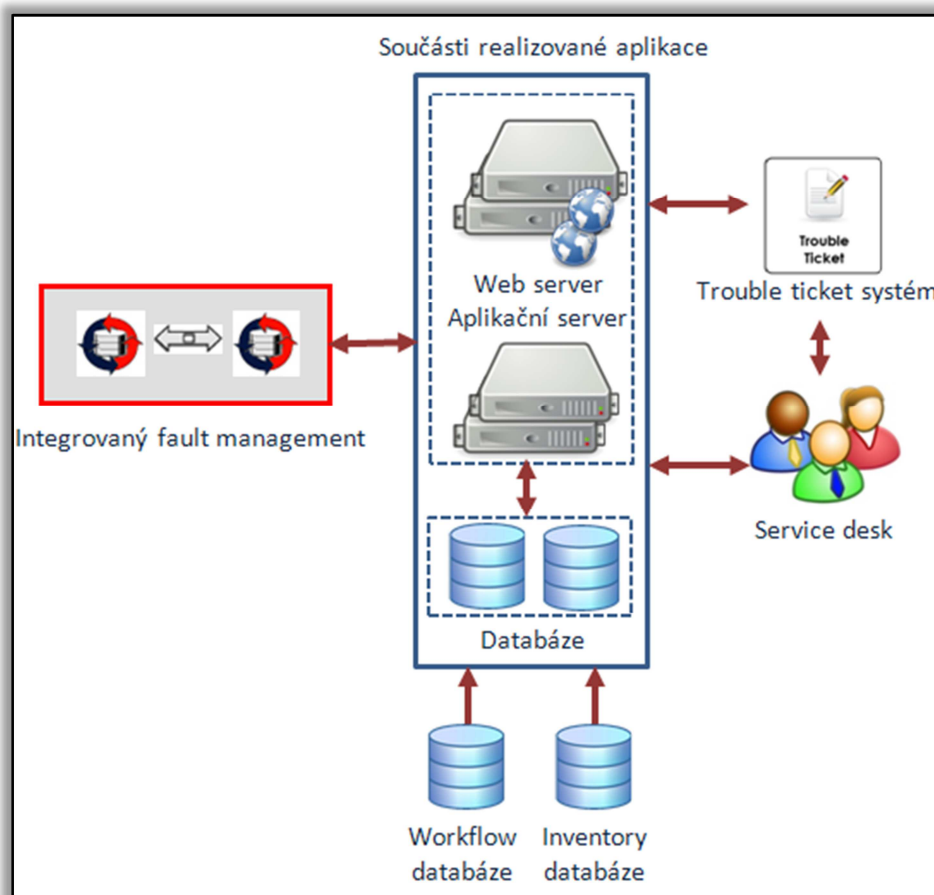 Součásti realizované aplikace
Web server
Aplikační server
Trouble
Ticket
Trouble ticket systém
Integrovaný fault management
Service desk
Databáze
Workflow
databáze
Inventory
databáze